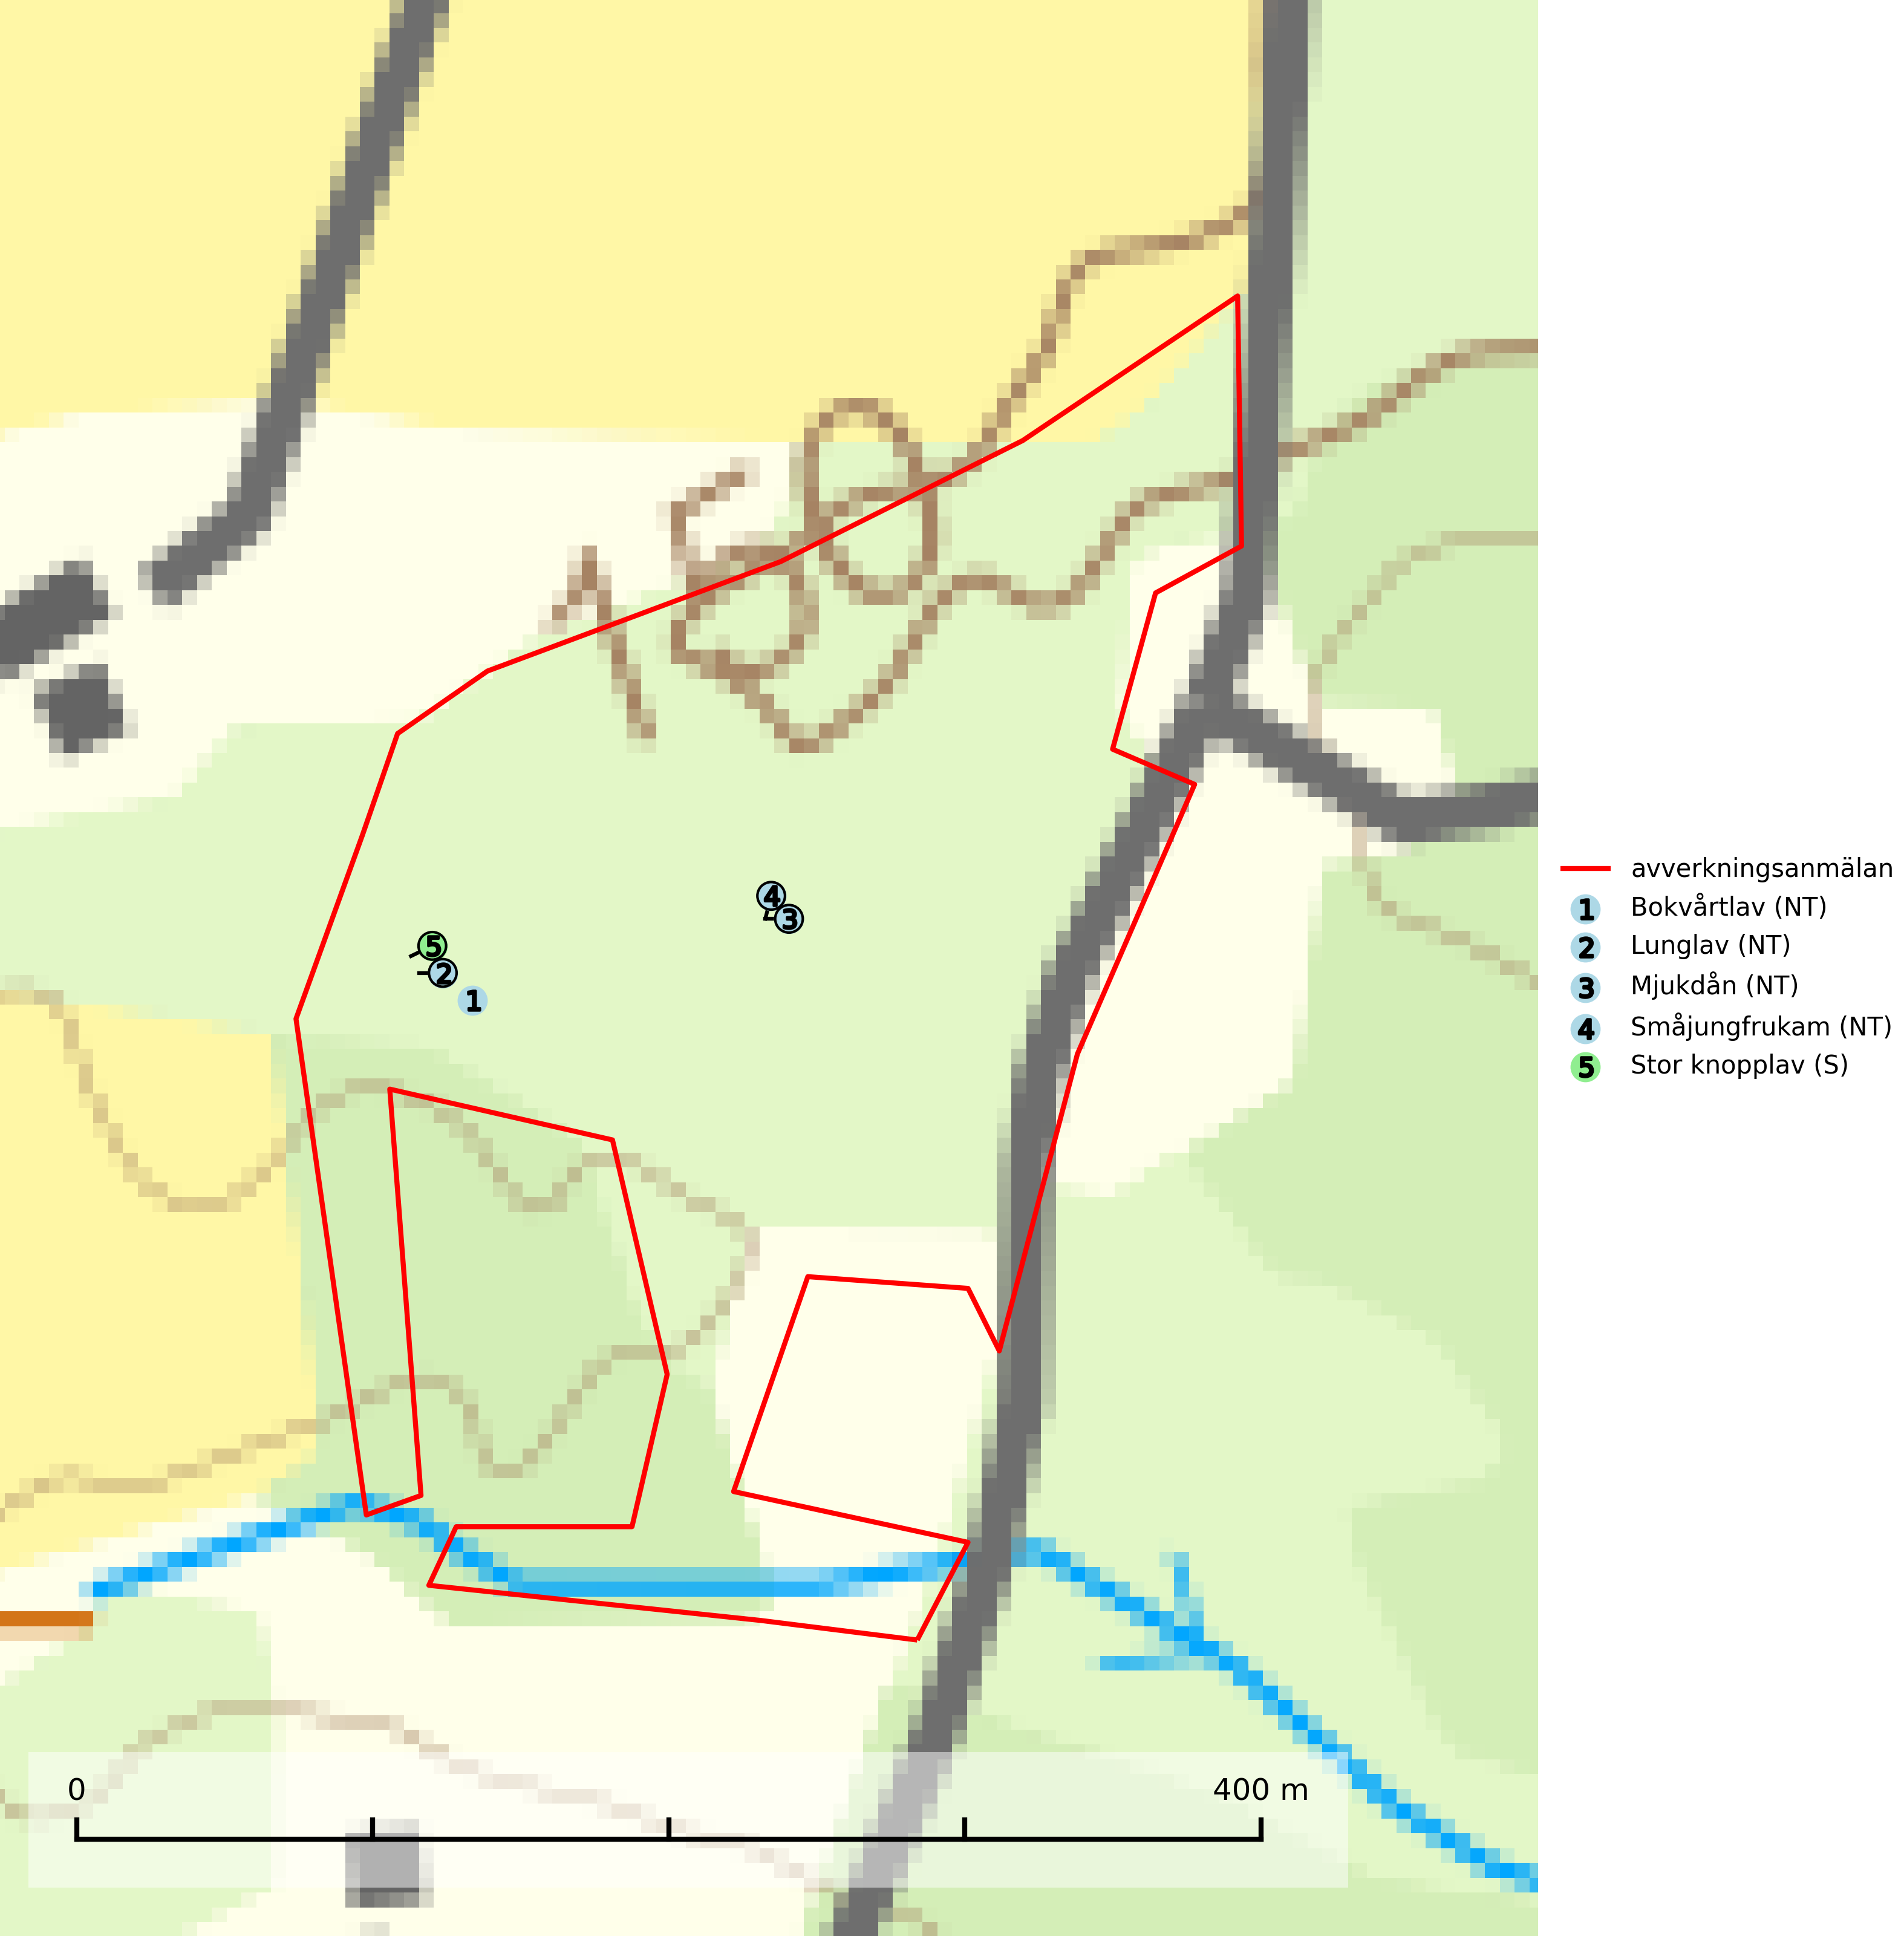 180
4
3
5
2
1
avverkningsanmälan
1 Bokvårtlav (NT)
2 Lunglav (NT)
3 Mjukdån (NT)
4 Småjungfrukam (NT)
5 Stor knopplav (S)
0 400 m